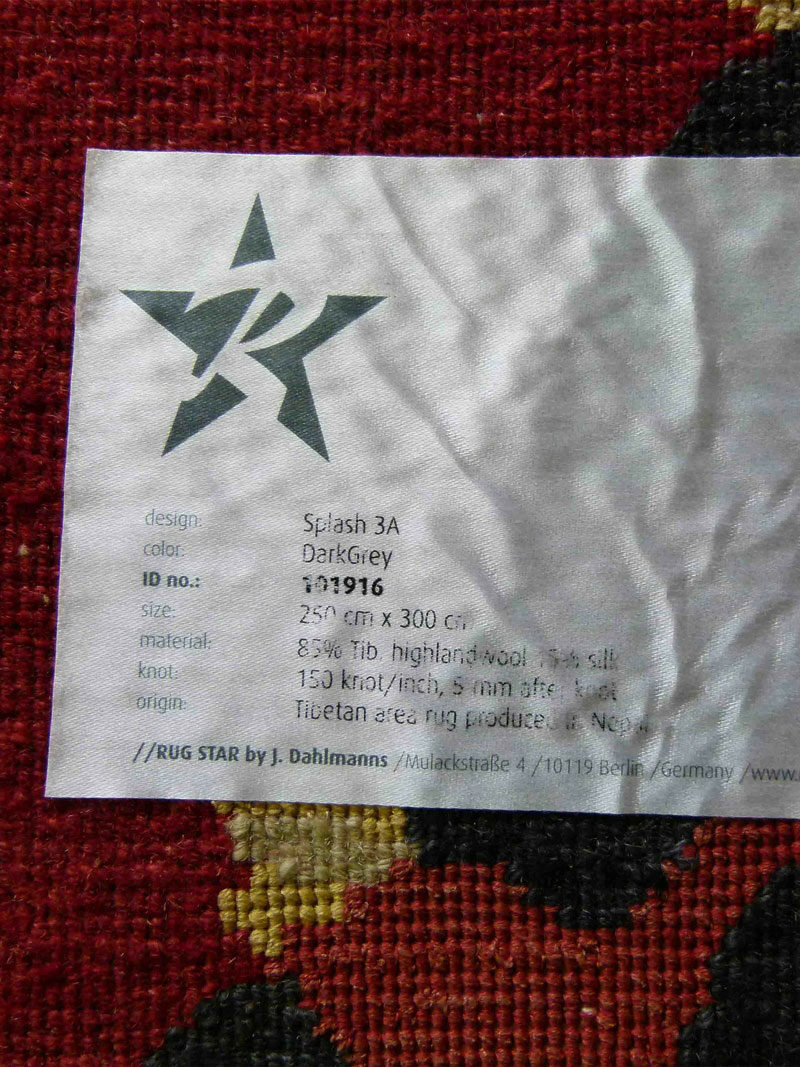 design: Splash 3A
color: DarkGrey
ID no.: 101916
size: 250 cm x 300 cm
material: 85% Tib. highland wool 15% silk
knot: 150 knot/inch, 5 mm after knot
origin: Tibetan area rug produced in Nepal
//RUG STAR by J. Dahlmanns /Mulackstraße 4 /10119 Berlin /Germany /www.